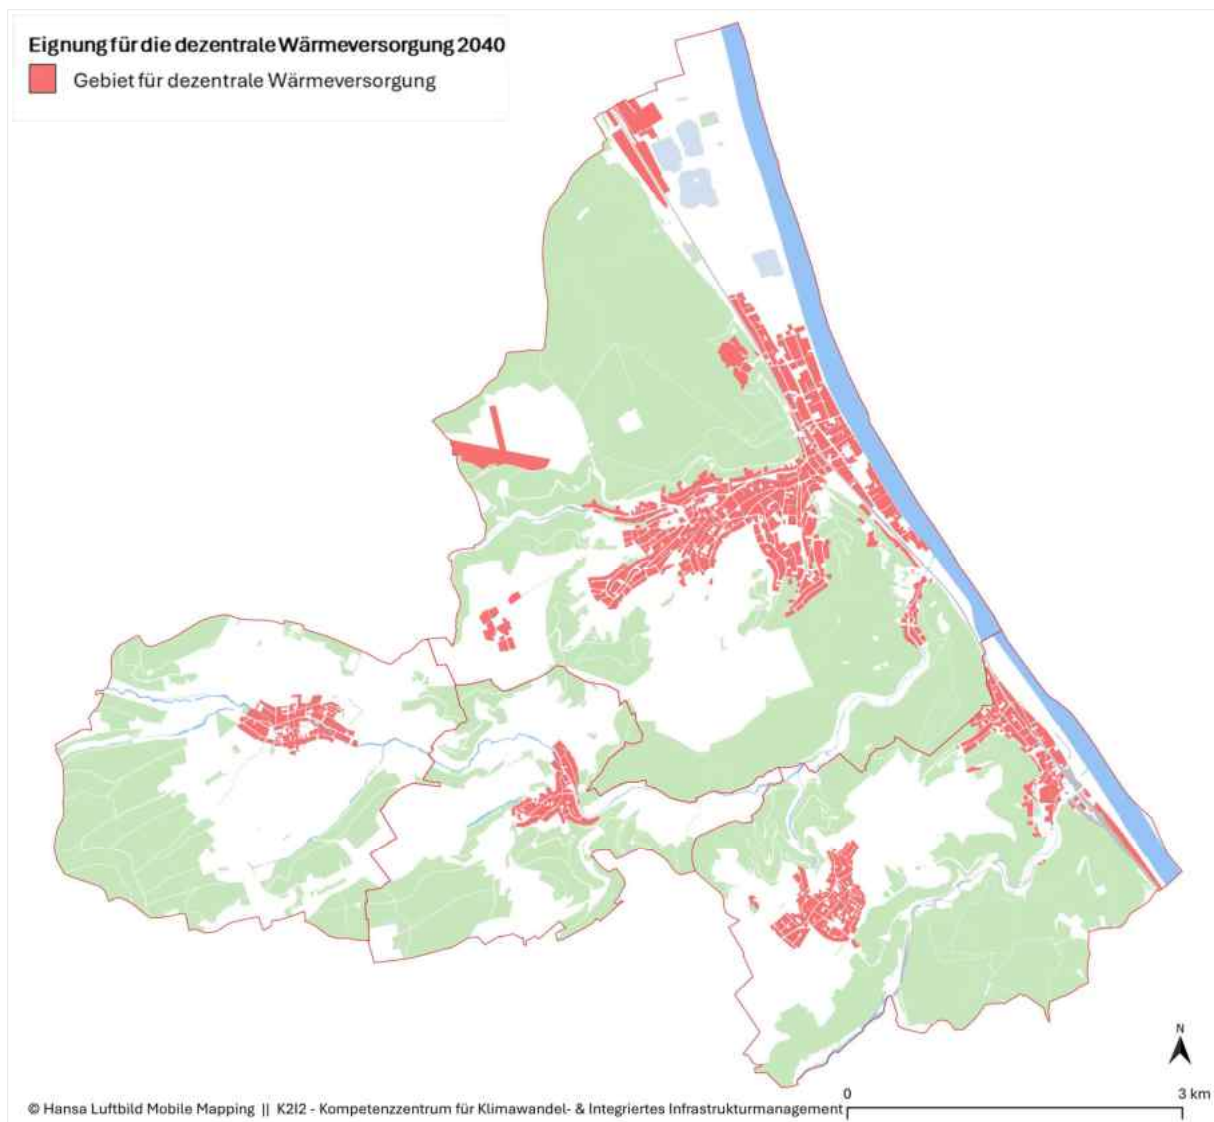 Eignung für die dezentrale Wärmeversorgung 2040
Gebiet für dezentrale Wärmeversorgung
N
0 3 km
© Hansa Luftbild Mobile Mapping || K2I2 - Kompetenzzentrum für Klimawandel- & Integriertes Infrastrukturmanagement